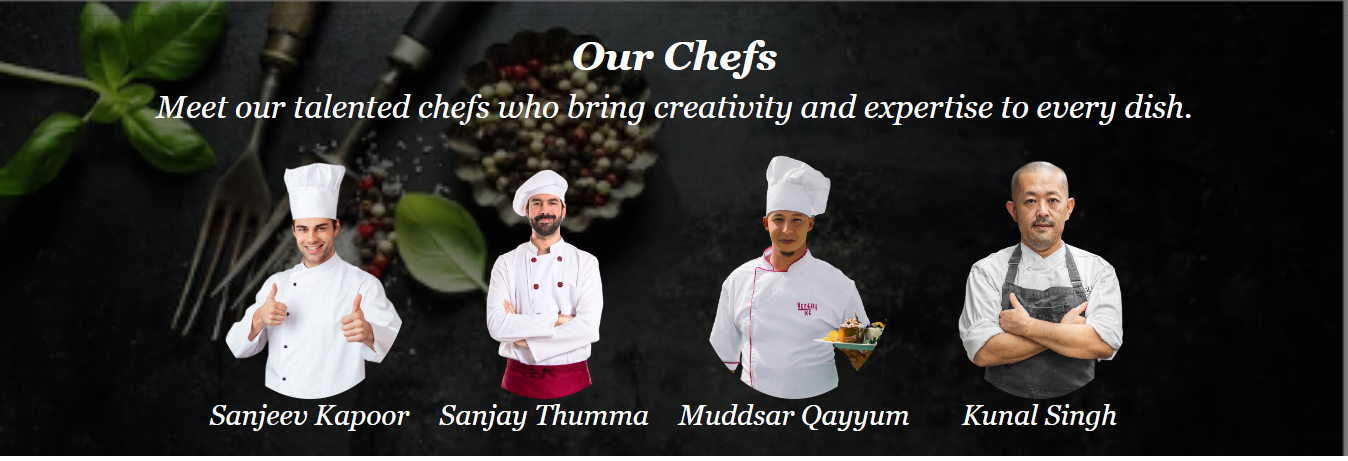 Our Chefs
Meet our talented chefs who bring creativity and expertise to every dish.
Sanjeev Kapoor
Sanjay Thumma
Muddsar Qayyum
Kunal Singh